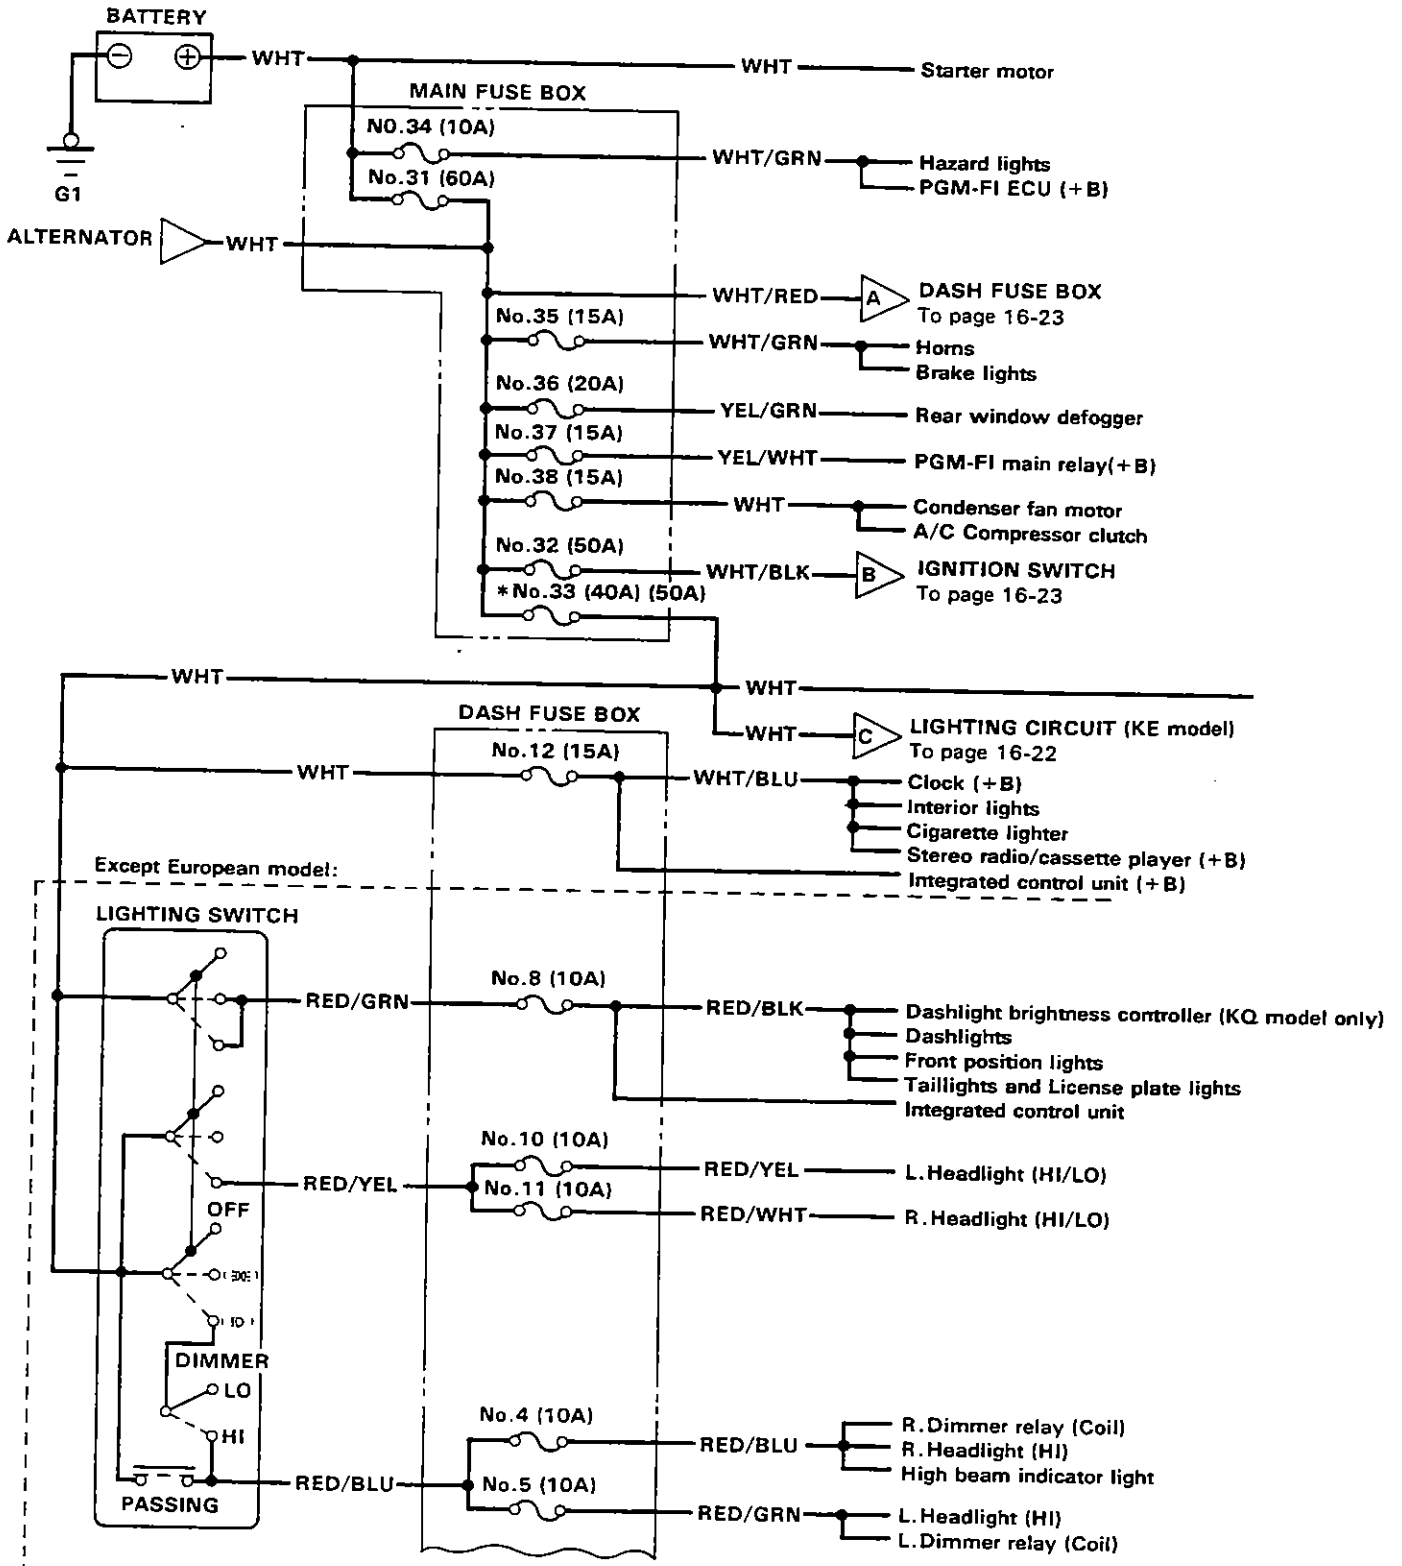 BATTERY
WHT
WHT
Starter motor
MAIN FUSE BOX
NO.34 (10A)
WHT/GRN
Hazard lights
No.31 (60A)
PGM-FI ECU (+B)
G1
ALTERNATOR
WHT
WHT/RED
A
DASH FUSE BOX
To page 16-23
No.35 (15A)
WHT/GRN
Horns
Brake lights
No.36 (20A)
YEL/GRN
Rear window defogger
No.37 (15A)
YEL/WHT
PGM-FI main relay(+B)
No.38 (15A)
WHT
Condenser fan motor
A/C Compressor clutch
No.32 (50A)
WHT/BLK
B
IGNITION SWITCH
To page 16-23
*No.33 (40A) (50A)
WHT
WHT
DASH FUSE BOX
WHT
C
LIGHTING CIRCUIT (KE model)
To page 16-22
No.12 (15A)
WHT
WHT/BLU
Clock (+B)
Interior lights
Cigarette lighter
Stereo radio/cassette player (+B)
Integrated control unit (+B)
Except European model:
LIGHTING SWITCH
No.8 (10A)
RED/GRN
RED/BLK
Dashlight brightness controller (KQ model only)
Dashlights
Front position lights
Taillights and License plate lights
Integrated control unit
No.10 (10A)
RED/YEL
L.Headlight (HI/LO)
RED/YEL
No.11 (10A)
OFF
RED/WHT
R.Headlight (HI/LO)
DIMMER
LO
HI
No.4 (10A)
RED/BLU
R.Dimmer relay (Coil)
R.Headlight (HI)
High beam indicator light
RED/BLU
No.5 (10A)
PASSING
RED/GRN
L.Headlight (HI)
L.Dimmer relay (Coil)